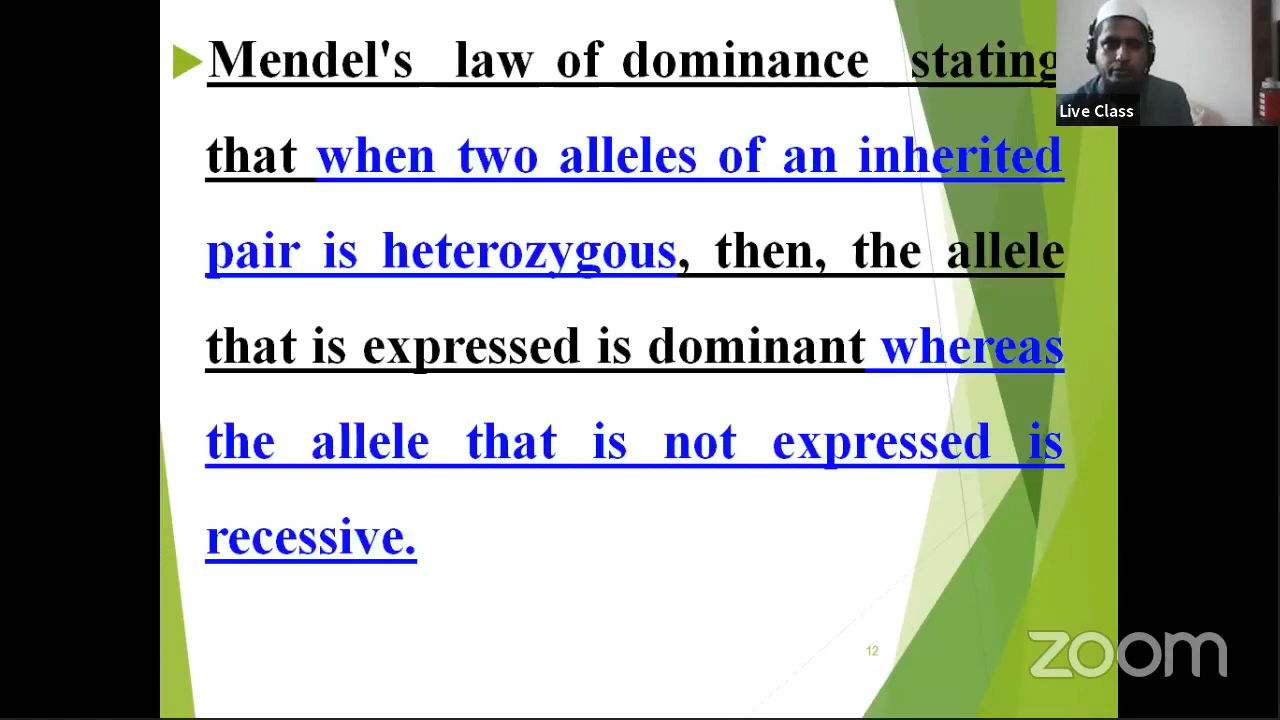 Mendel's law of dominance stating
that when two alleles of an inherited
pair is heterozygous, then, the allele
that is expressed is dominant whereas
the allele that is not expressed is
recessive.
Live Class
12
zoom